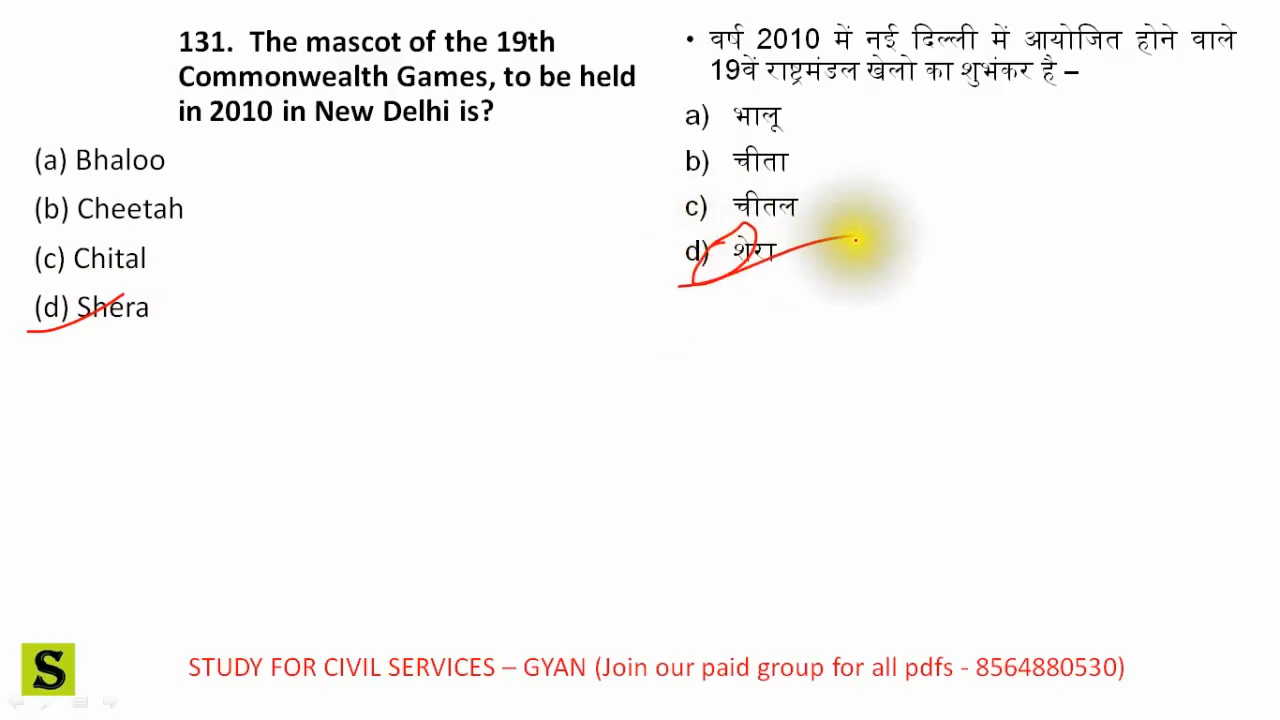 131. The mascot of the 19th
Commonwealth Games, to be held
in 2010 in New Delhi is?
(a) Bhaloo
(b) Cheetah
(c) Chital
(d) Shera
• वर्ष 2010 में नई दिल्ली में आयोजित होने वाले
19वें राष्ट्रमंडल खेलो का शुभंकर है –
a) भालू
b) चीता
c) चीतल
d) शेरा
S
STUDY FOR CIVIL SERVICES – GYAN (Join our paid group for all pdfs - 8564880530)